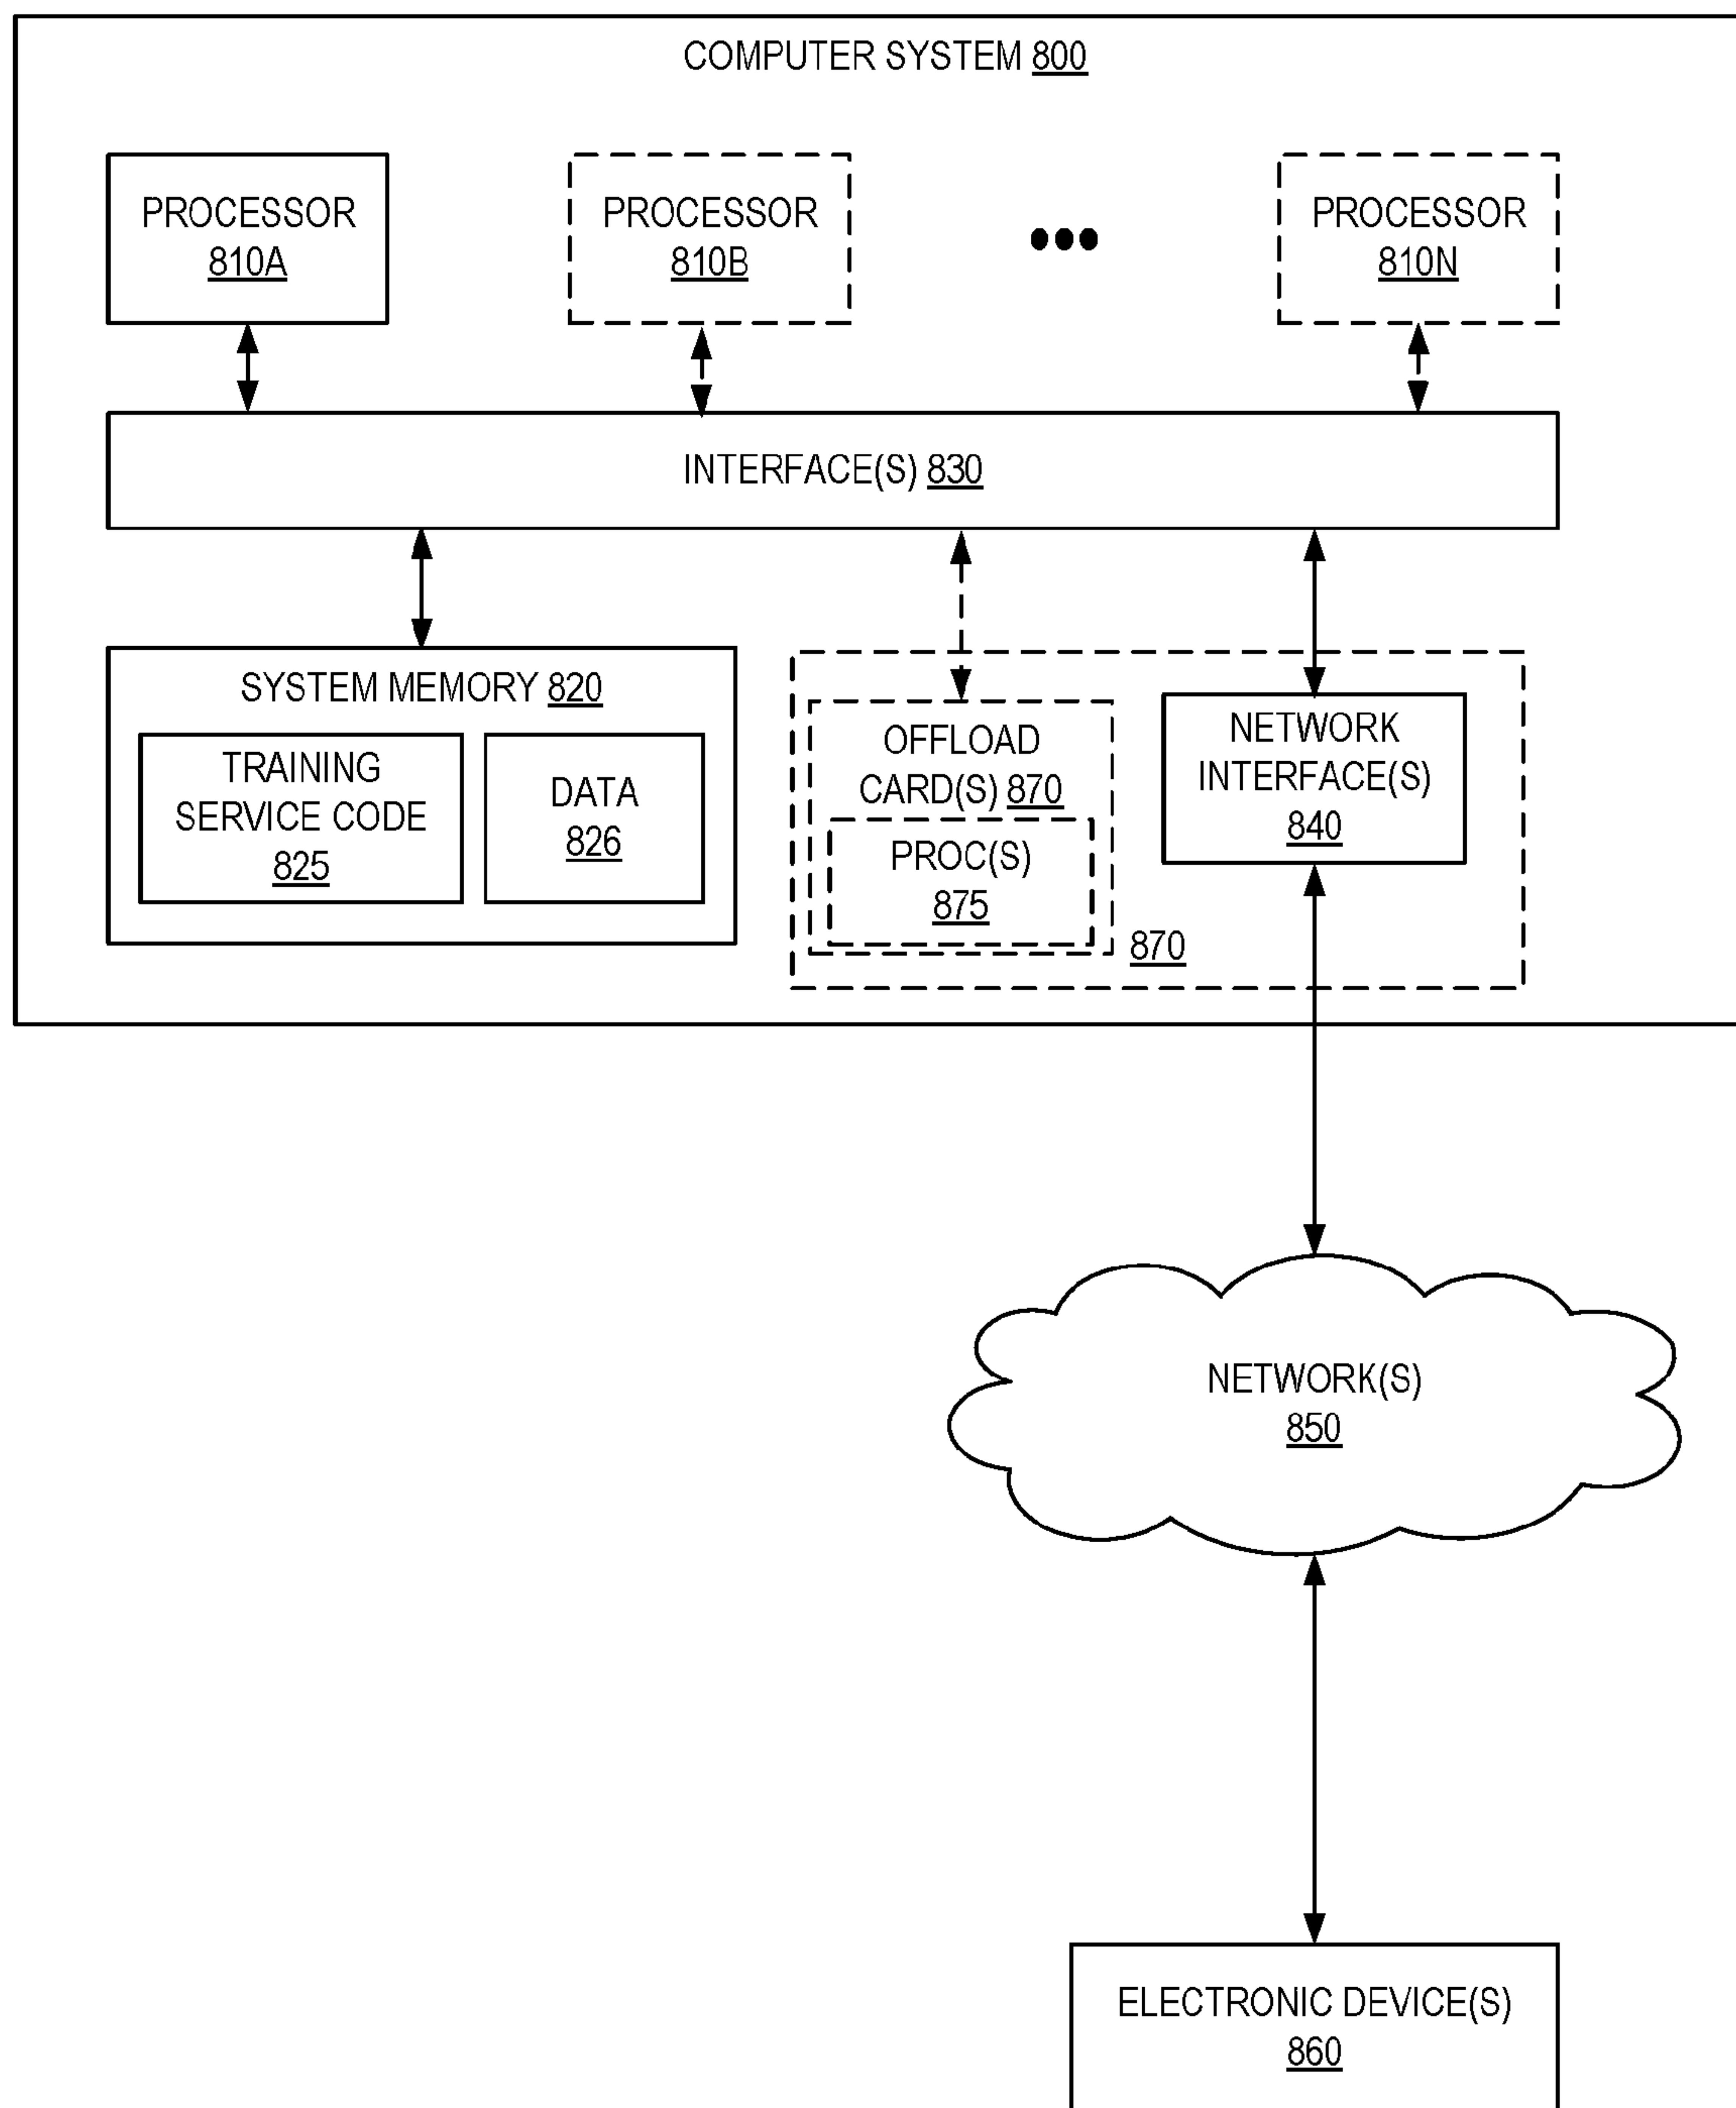 COMPUTER SYSTEM 800
PROCESSOR
810A
PROCESSOR
810B
PROCESSOR
810N
INTERFACE(S) 830
SYSTEM MEMORY 820
TRAINING
SERVICE CODE
825
DATA
826
OFFLOAD
CARD(S) 870
PROC(S)
875
NETWORK
INTERFACE(S)
840
870
NETWORK(S)
850
ELECTRONIC DEVICE(S)
860